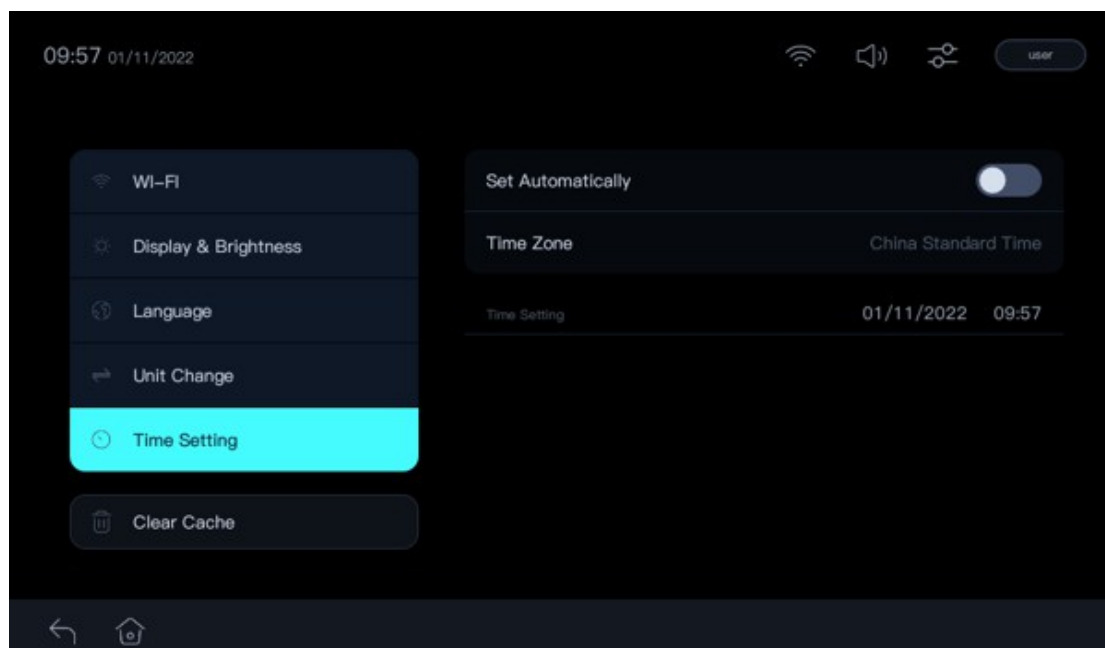 09:57 01/11/2022
user
WI-FI
Display & Brightness
Language
Unit Change
Time Setting
Clear Cache
Set Automatically
Time Zone China Standard Time
Time Setting 01/11/2022 09:57